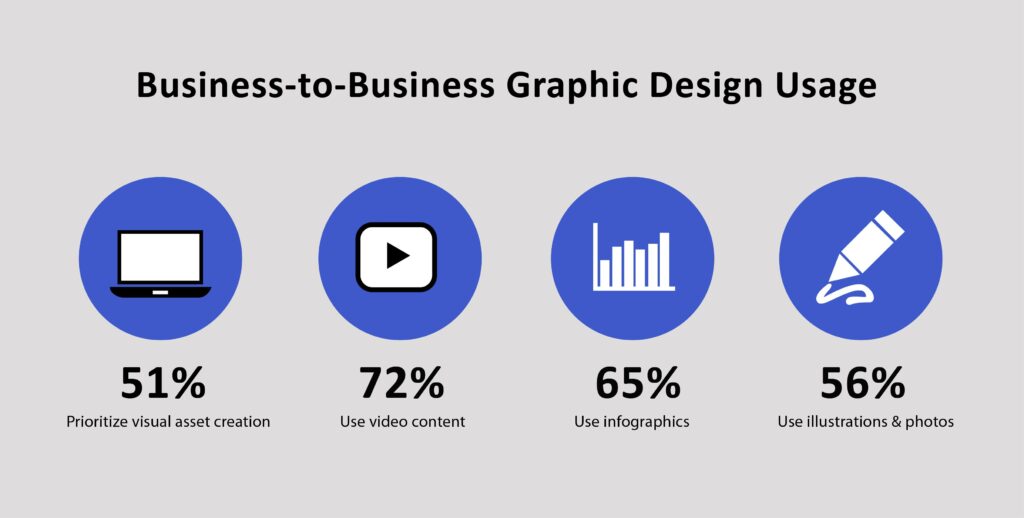 Business-to-Business Graphic Design Usage
51%
Prioritize visual asset creation
72%
Use video content
65%
Use infographics
56%
Use illustrations & photos